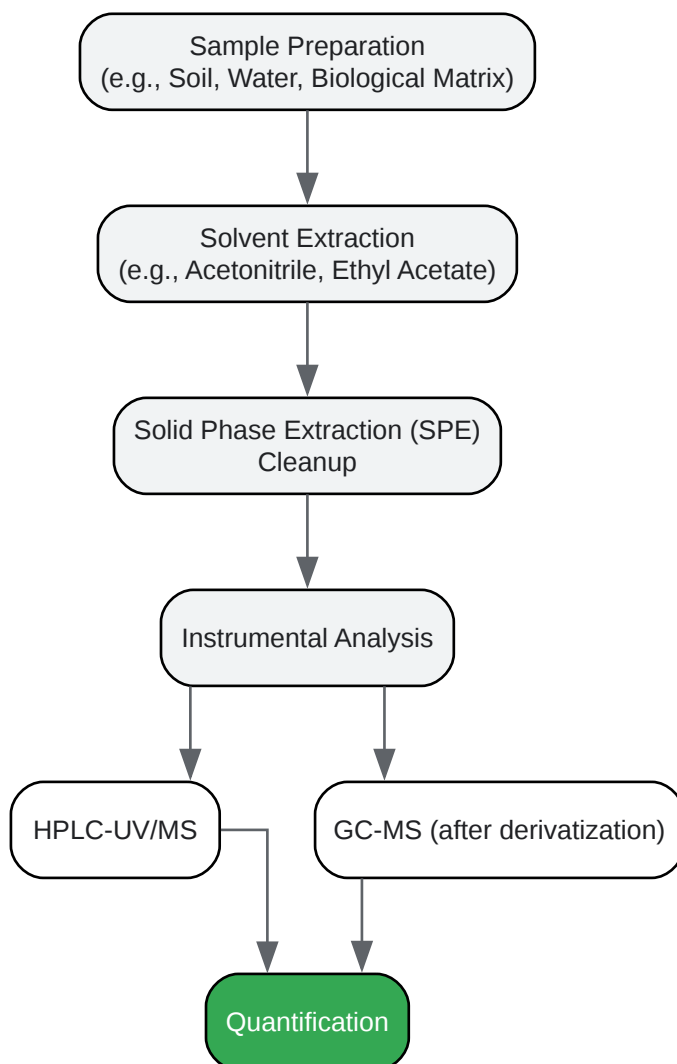 Sample Preparation
(e.g., Soil, Water, Biological Matrix)
Solvent Extraction
(e.g., Acetonitrile, Ethyl Acetate)
Solid Phase Extraction (SPE)
Cleanup
Instrumental Analysis
HPLC-UV/MS
GC-MS (after derivatization)
Quantification